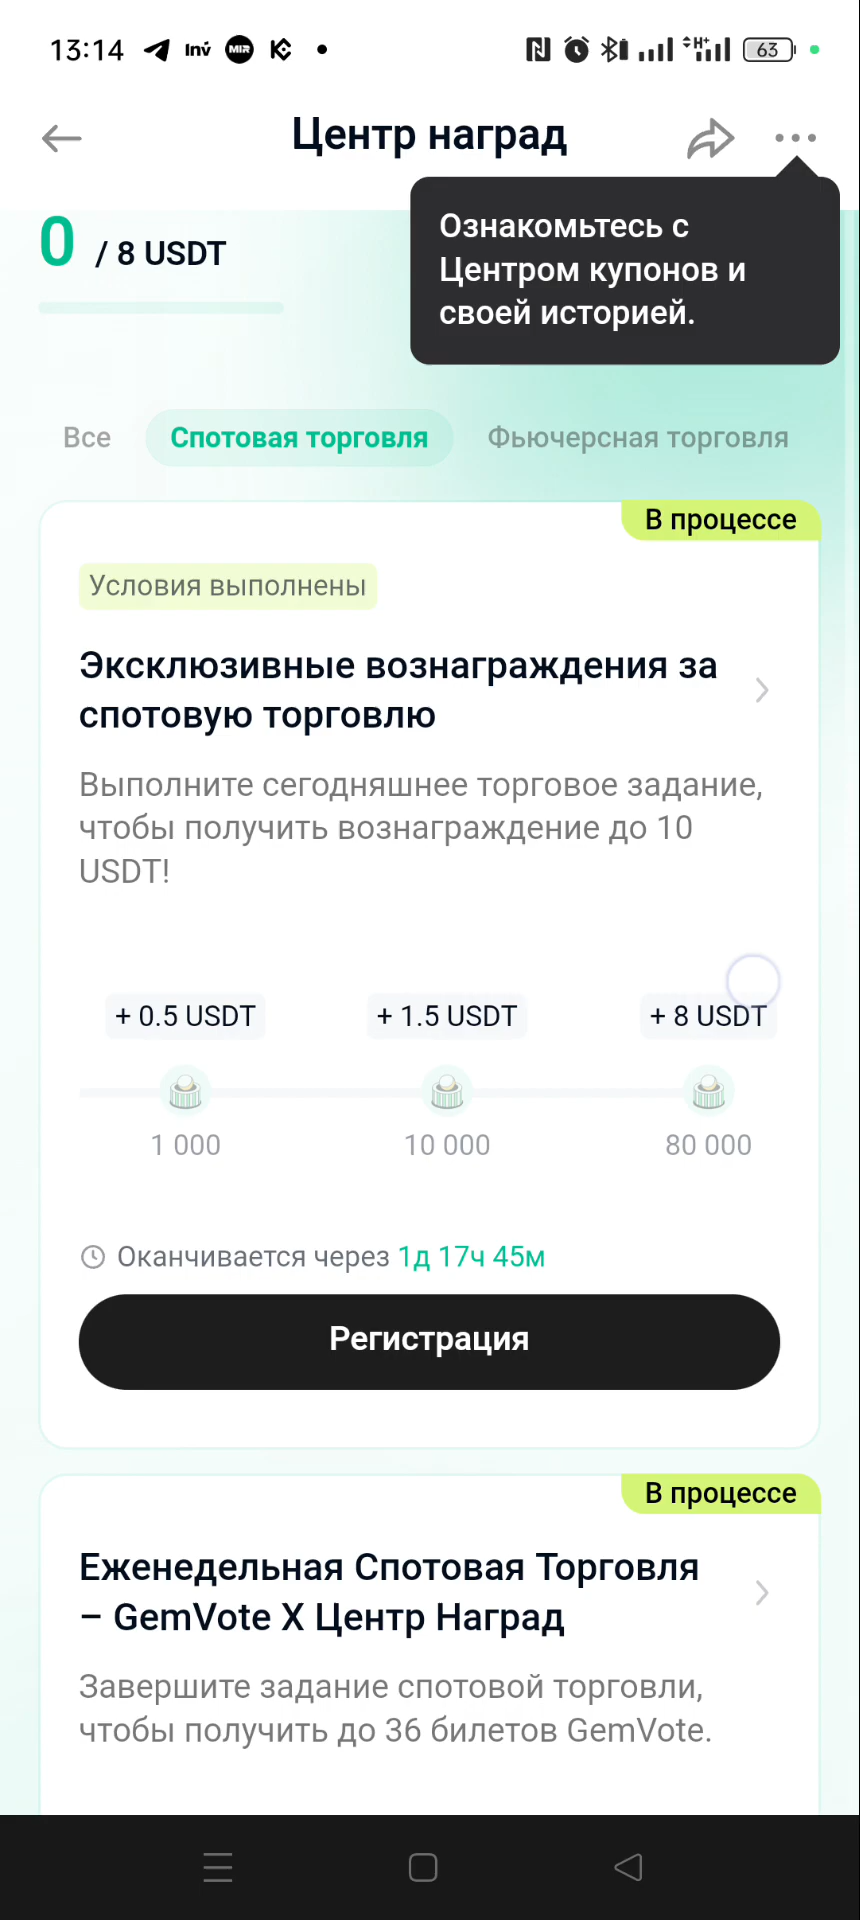 13:14
Inv
MIR
H+
63
Центр наград
Ознакомьтесь с
Центром купонов и
своей историей.
0 / 8 USDT
Все
Спотовая торговля
Фьючерсная торговля
В процессе
Условия выполнены
Эксклюзивные вознаграждения за
спотовую торговлю
Выполните сегодняшнее торговое задание,
чтобы получить вознаграждение до 10
USDT!
+ 0.5 USDT
+ 1.5 USDT
+ 8 USDT
1 000
10 000
80 000
Оканчивается через 1д 17ч 45м
Регистрация
В процессе
Еженедельная Спотовая Торговля
– GemVote X Центр Наград
Завершите задание спотовой торговли,
чтобы получить до 36 билетов GemVote.